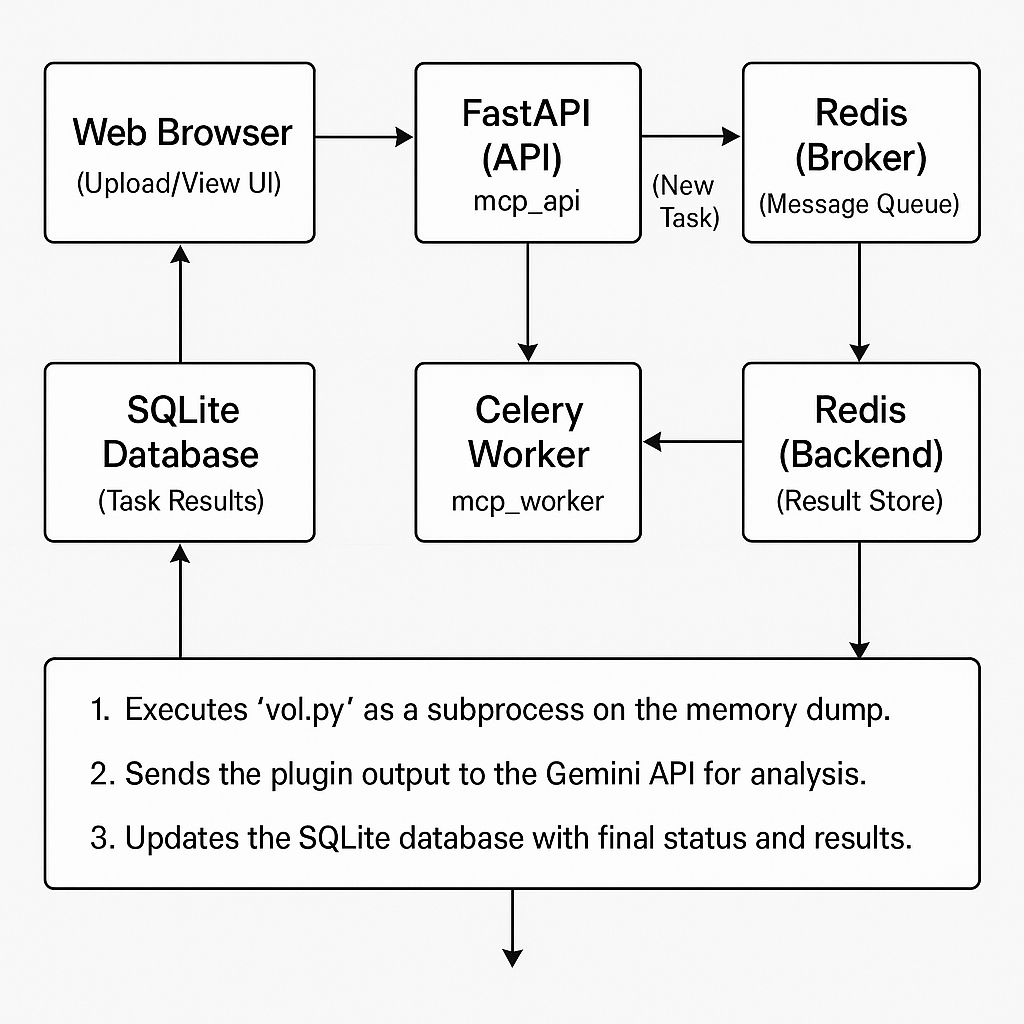 Web Browser
(Upload/View UI)
FastAPI
(API)
mcp_api
(New
Task)
Redis
(Broker)
(Message Queue)
SQLite
Database
(Task Results)
Celery
Worker
mcp_worker
Redis
(Backend)
(Result Store)
1. Executes ‘vol.py’ as a subprocess on the memory dump.
2. Sends the plugin output to the Gemini API for analysis.
3. Updates the SQLite database with final status and results.